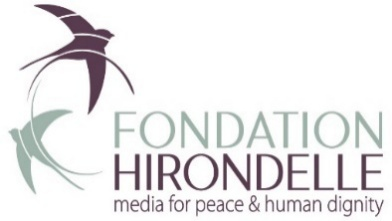 FONDATION
HIRONDELLE
media for peace & human dignity